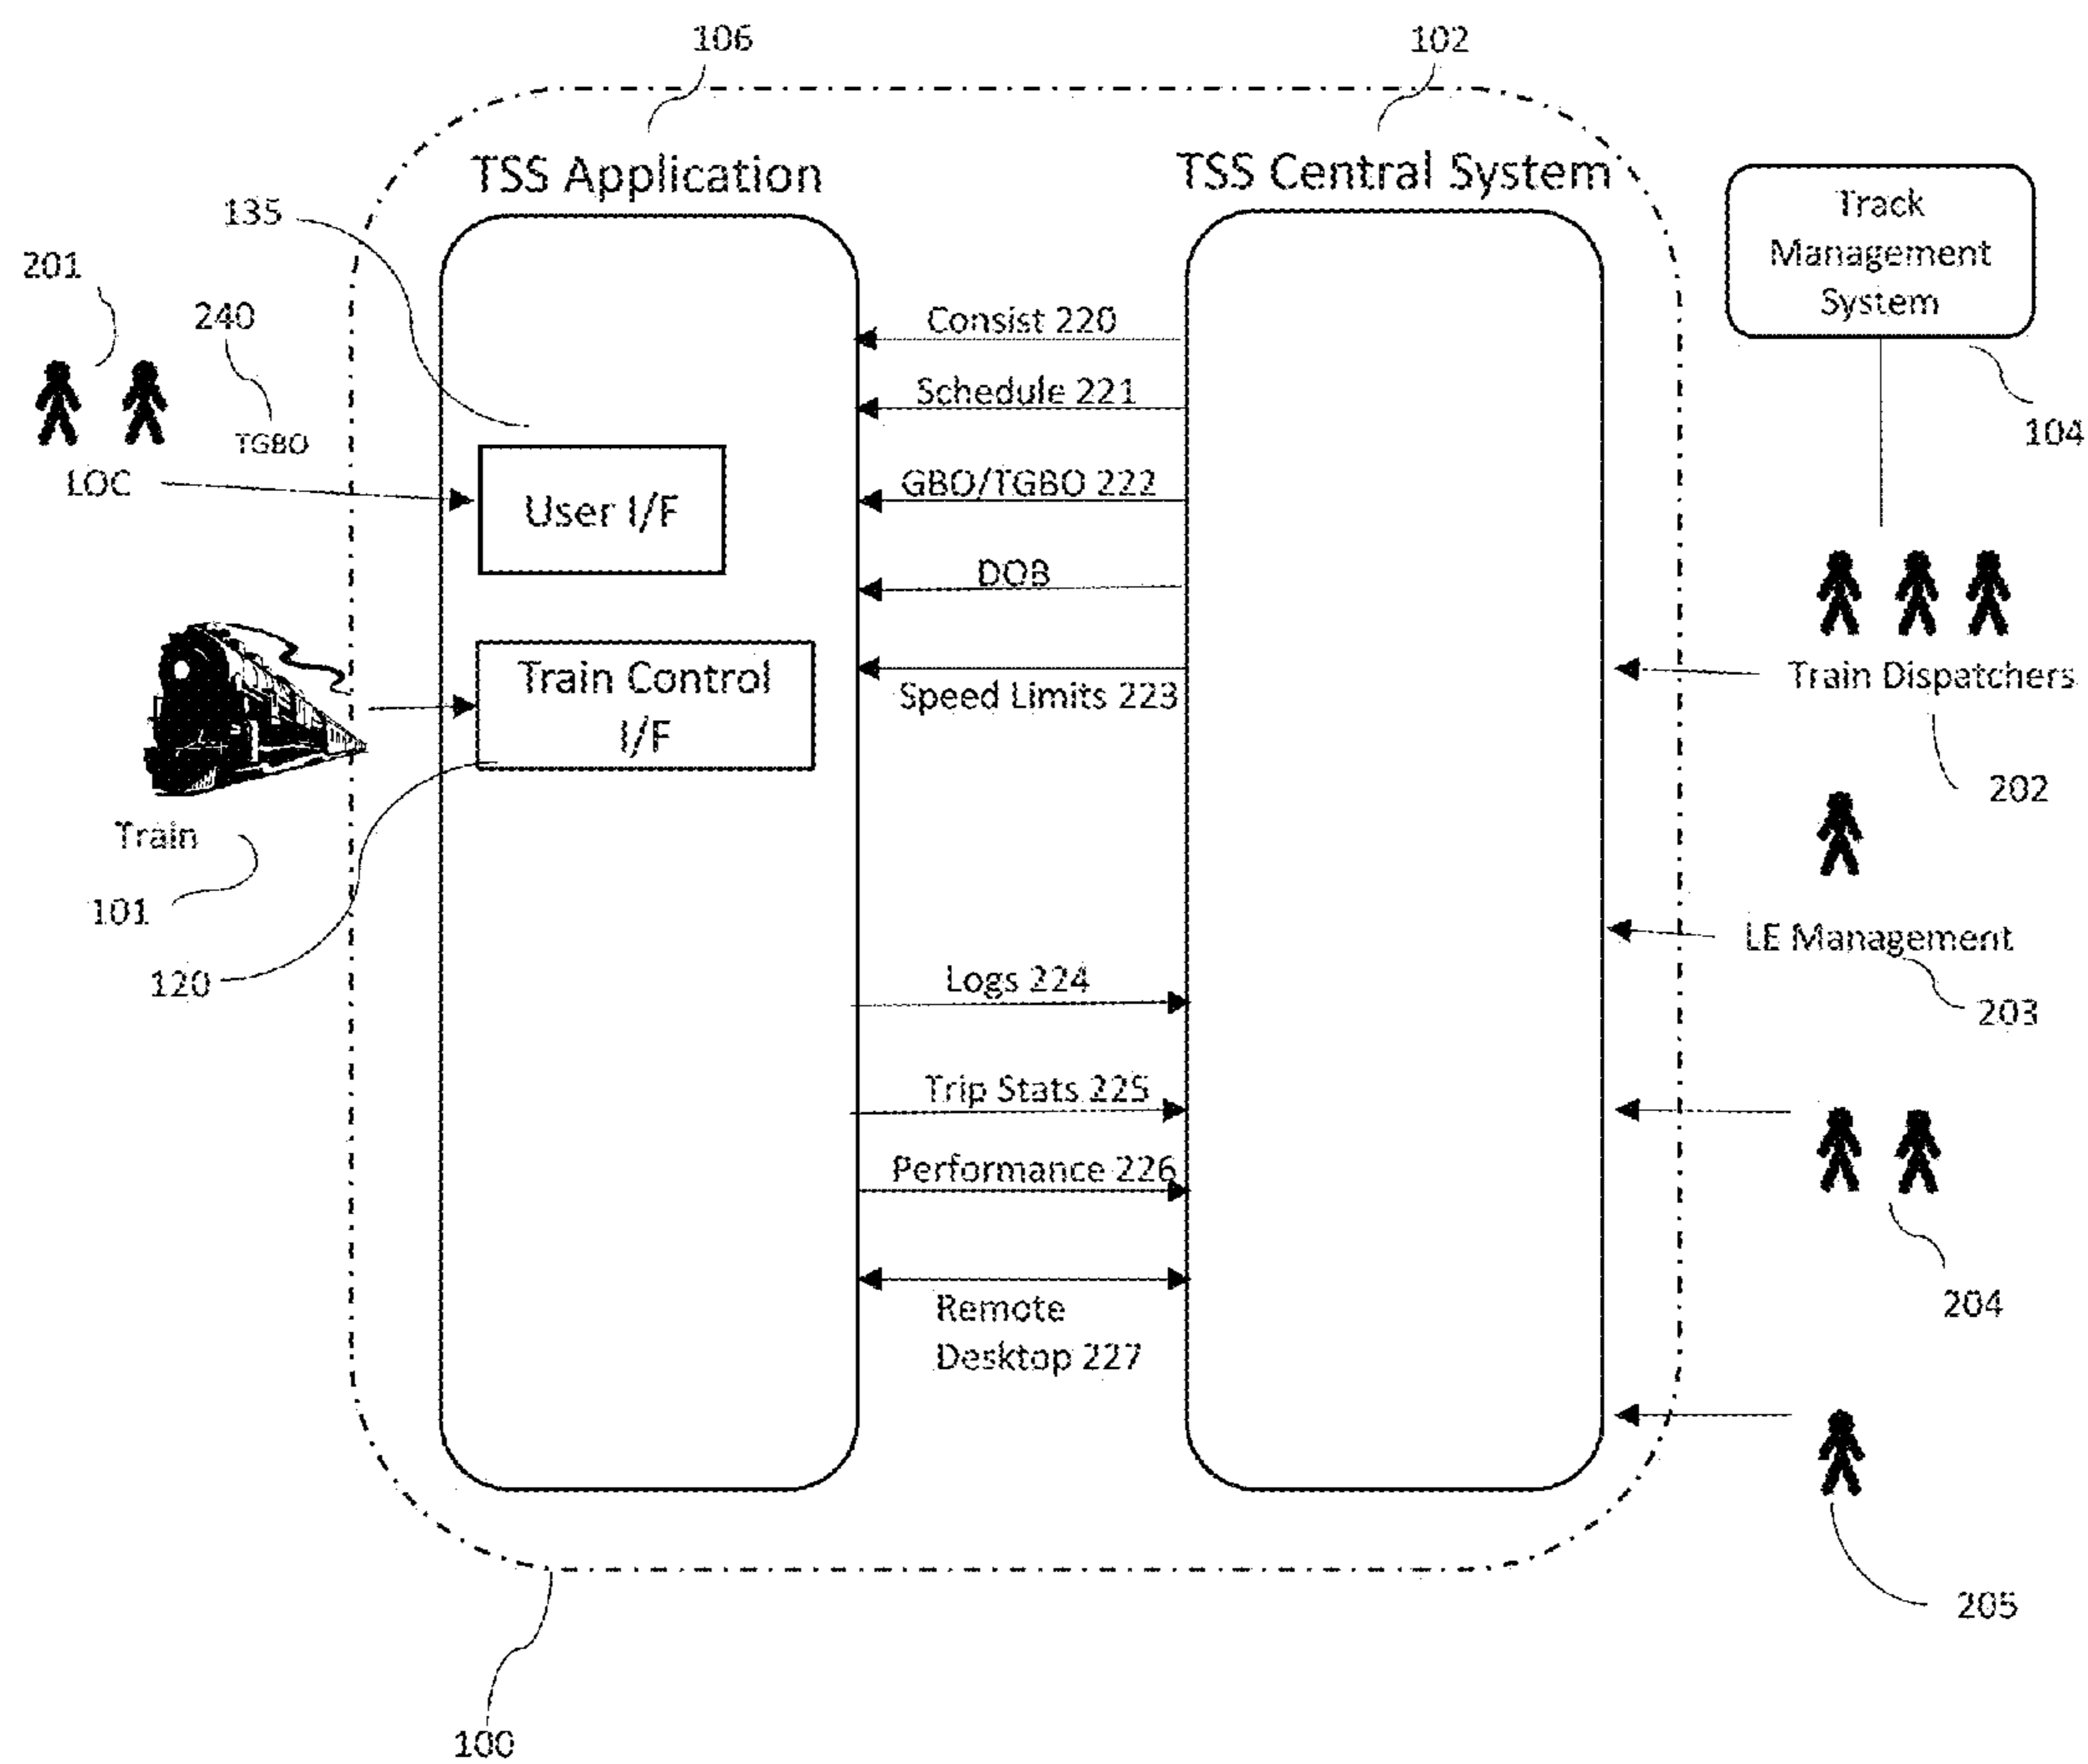 106
102
TSS Application
TSS Central System
135
Track
Management
System
201
240
Consist 220
Schedule 221
104
TGBO
LOC
GBO/TGBO 222
User I/F
DOB
Train Control
I/F
Speed Limits 223
Train Dispatchers
202
Train
101
120
LE Management
Logs 224
203
Trip Stats 225
Performance 226
204
Remote
Desktop 227
205
100